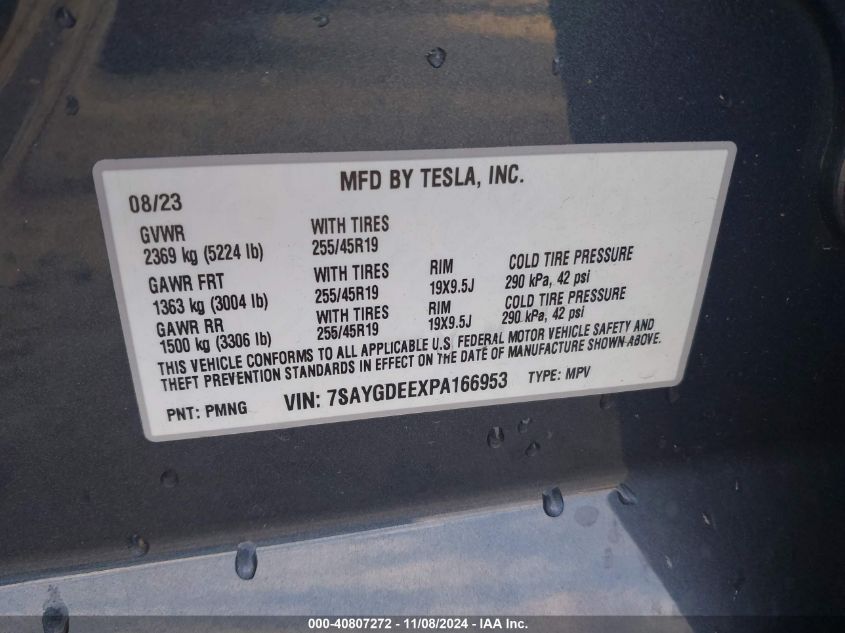 MFD BY TESLA, INC.
08/23
GVWR WITH TIRES
2369 kg (5224 lb) 255/45R19
GAWR FRT WITH TIRES RIM COLD TIRE PRESSURE
1363 kg (3004 lb) 255/45R19 19X9.5J 290 kPa, 42 psi
GAWR RR WITH TIRES RIM COLD TIRE PRESSURE
1500 kg (3306 lb) 255/45R19 19X9.5J 290 kPa, 42 psi
THIS VEHICLE CONFORMS TO ALL APPLICABLE U.S. FEDERAL MOTOR VEHICLE SAFETY AND
THEFT PREVENTION STANDARDS IN EFFECT ON THE DATE OF MANUFACTURE SHOWN ABOVE.
PNT: PMNG VIN: 7SAYGDEEXPA166953 TYPE: MPV
000-40807272 - 11/08/2024 - IAA Inc.